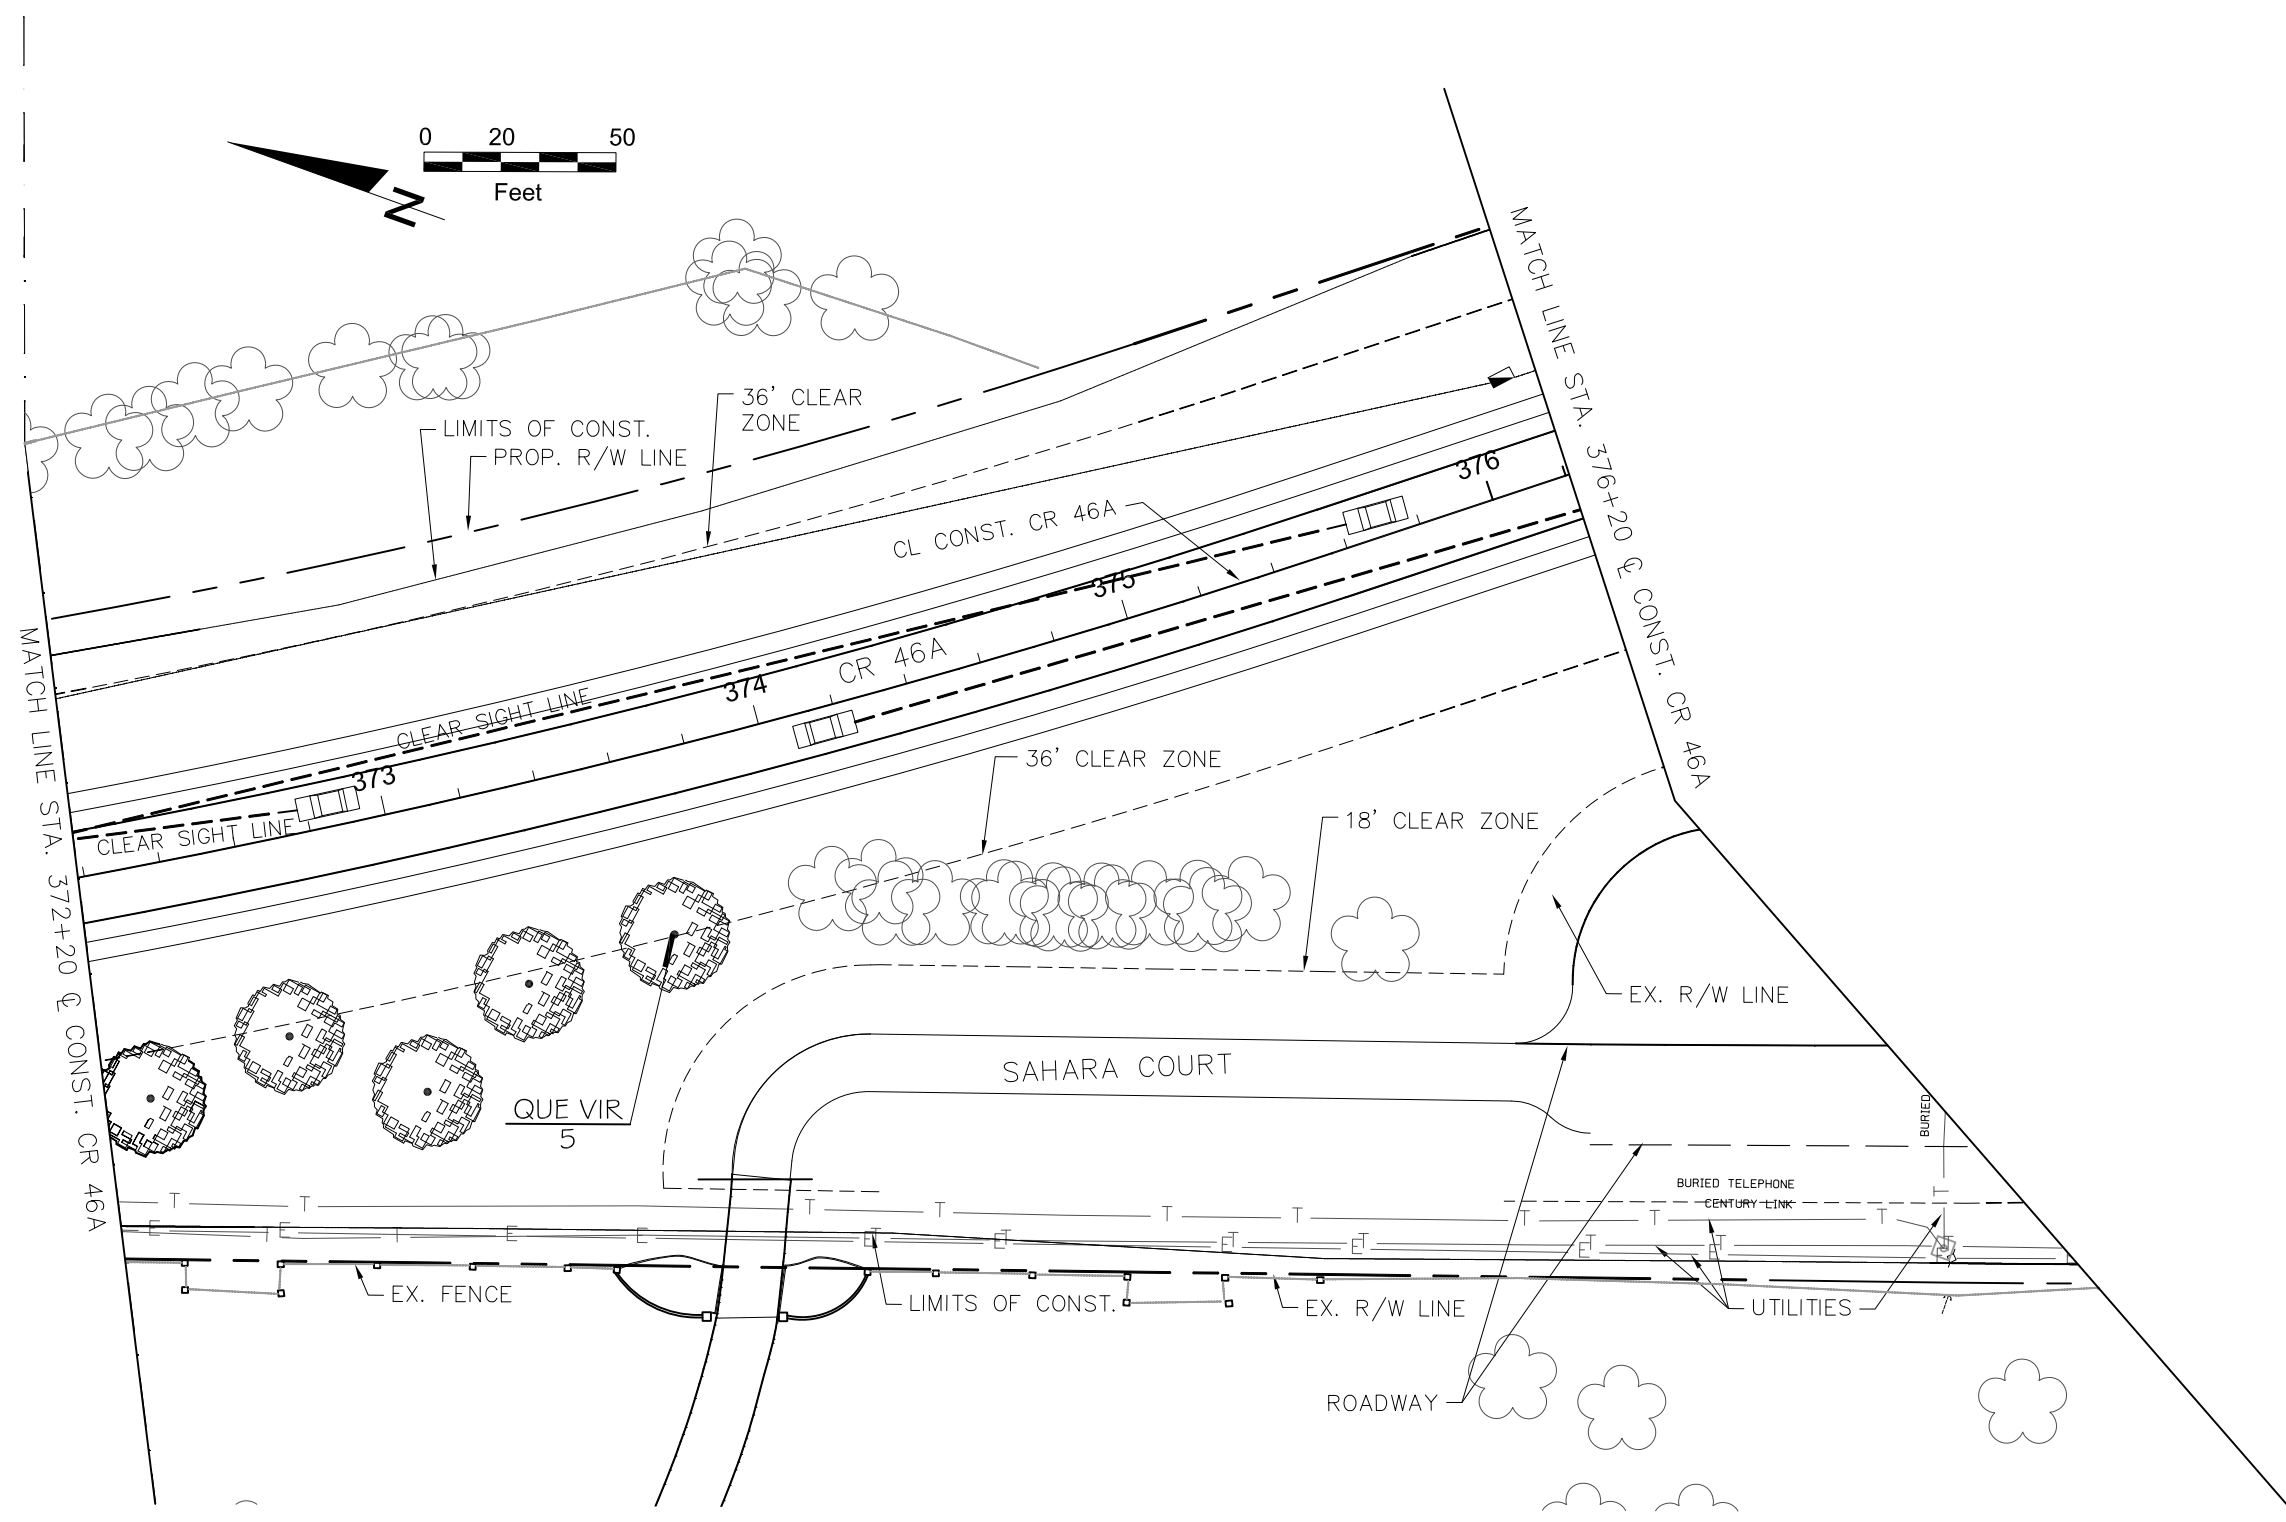 0 20 50
Feet
N
36' CLEAR
ZONE
LIMITS OF CONST.
PROP. R/W LINE
MATCH LINE STA. 376+20 ℄ CONST. CR 46A
CL CONST. CR 46A
376
375
CR 46A
374
CLEAR SIGHT LINE
373
CLEAR SIGHT LINE
MATCH LINE STA. 372+20 ℄ CONST. CR 46A
36' CLEAR ZONE
18' CLEAR ZONE
EX. R/W LINE
SAHARA COURT
QUE VIR
5
BURIED
BURIED TELEPHONE
CENTURY LINK
T T T T T T T T T T T
E E T T E E E T E T E T E T E T E T T T
EX. FENCE
LIMITS OF CONST.
EX. R/W LINE
UTILITIES
ROADWAY